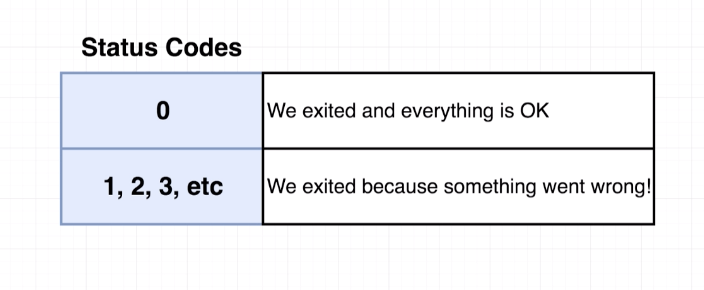 Status Codes
0
We exited and everything is OK
1, 2, 3, etc
We exited because something went wrong!